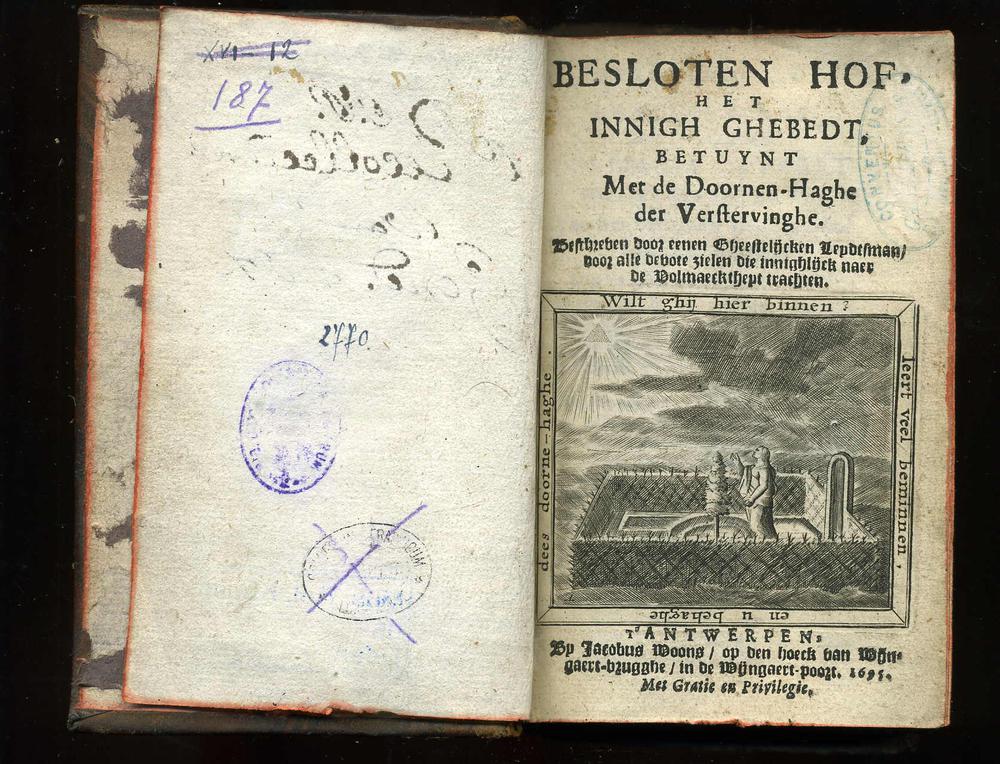 XVI - 12
187
2770
BESLOTEN HOF,
HET
INNIGH GHEBEDT,
BETUYNT
Met de Doornen-Haghe
der Verstervinghe.
Beschreven door eenen Gheestelijcken Leydtsman/
voor alle devote zielen die innighlijck naer
de Volmaecktheyt trachten.
Wilt ghij hier binnen ?
leert veel beminnen,
en u behaghe
dees doorne-haghe.
T'ANTWERPEN,
By Jacobus Woons / op den hoeck van Wijn-
gaert-brugghe / in de Wijngaert-poort. 1695.
Met Gratie en Privilegie.